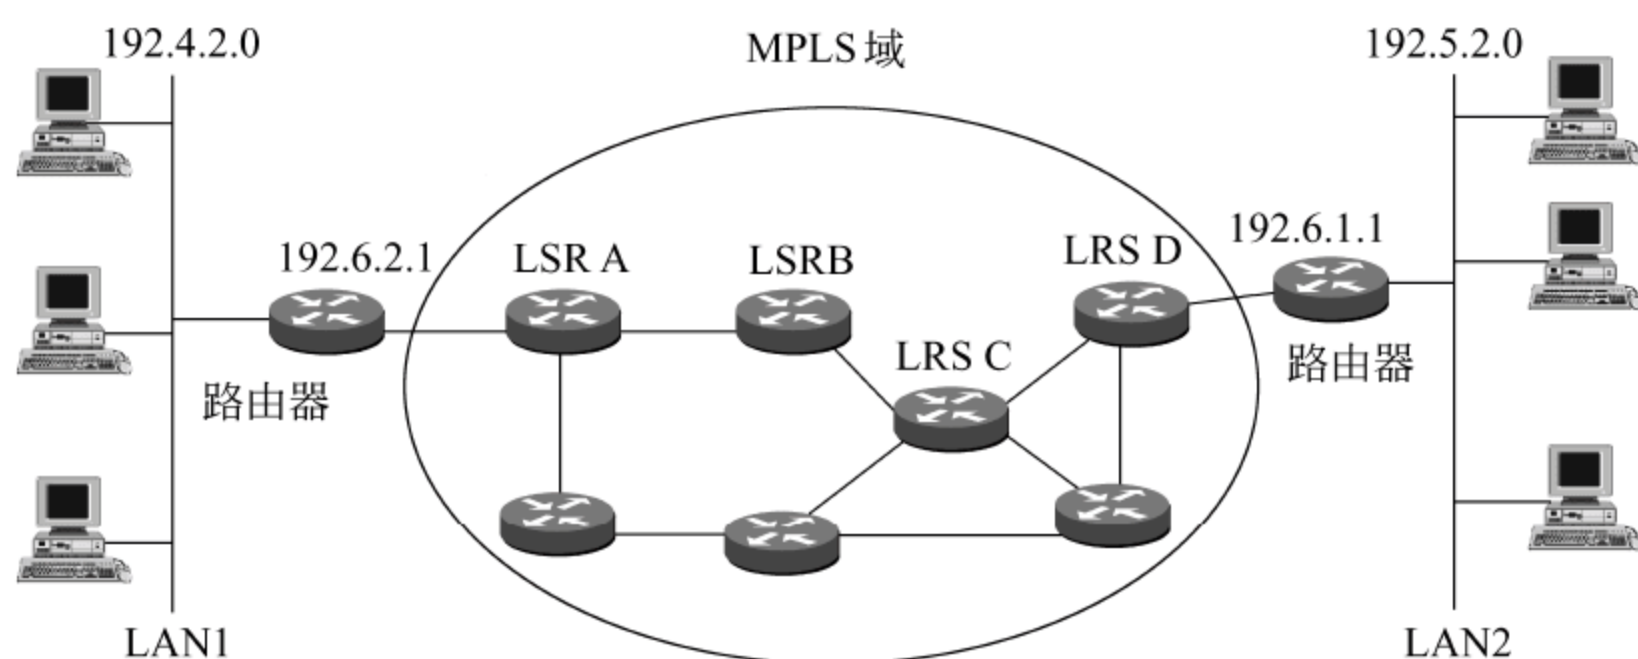 192.4.2.0
MPLS 域
192.5.2.0
192.6.2.1
LSR A
LSRB
LRS D
192.6.1.1
LRS C
路由器
路由器
LAN1
LAN2